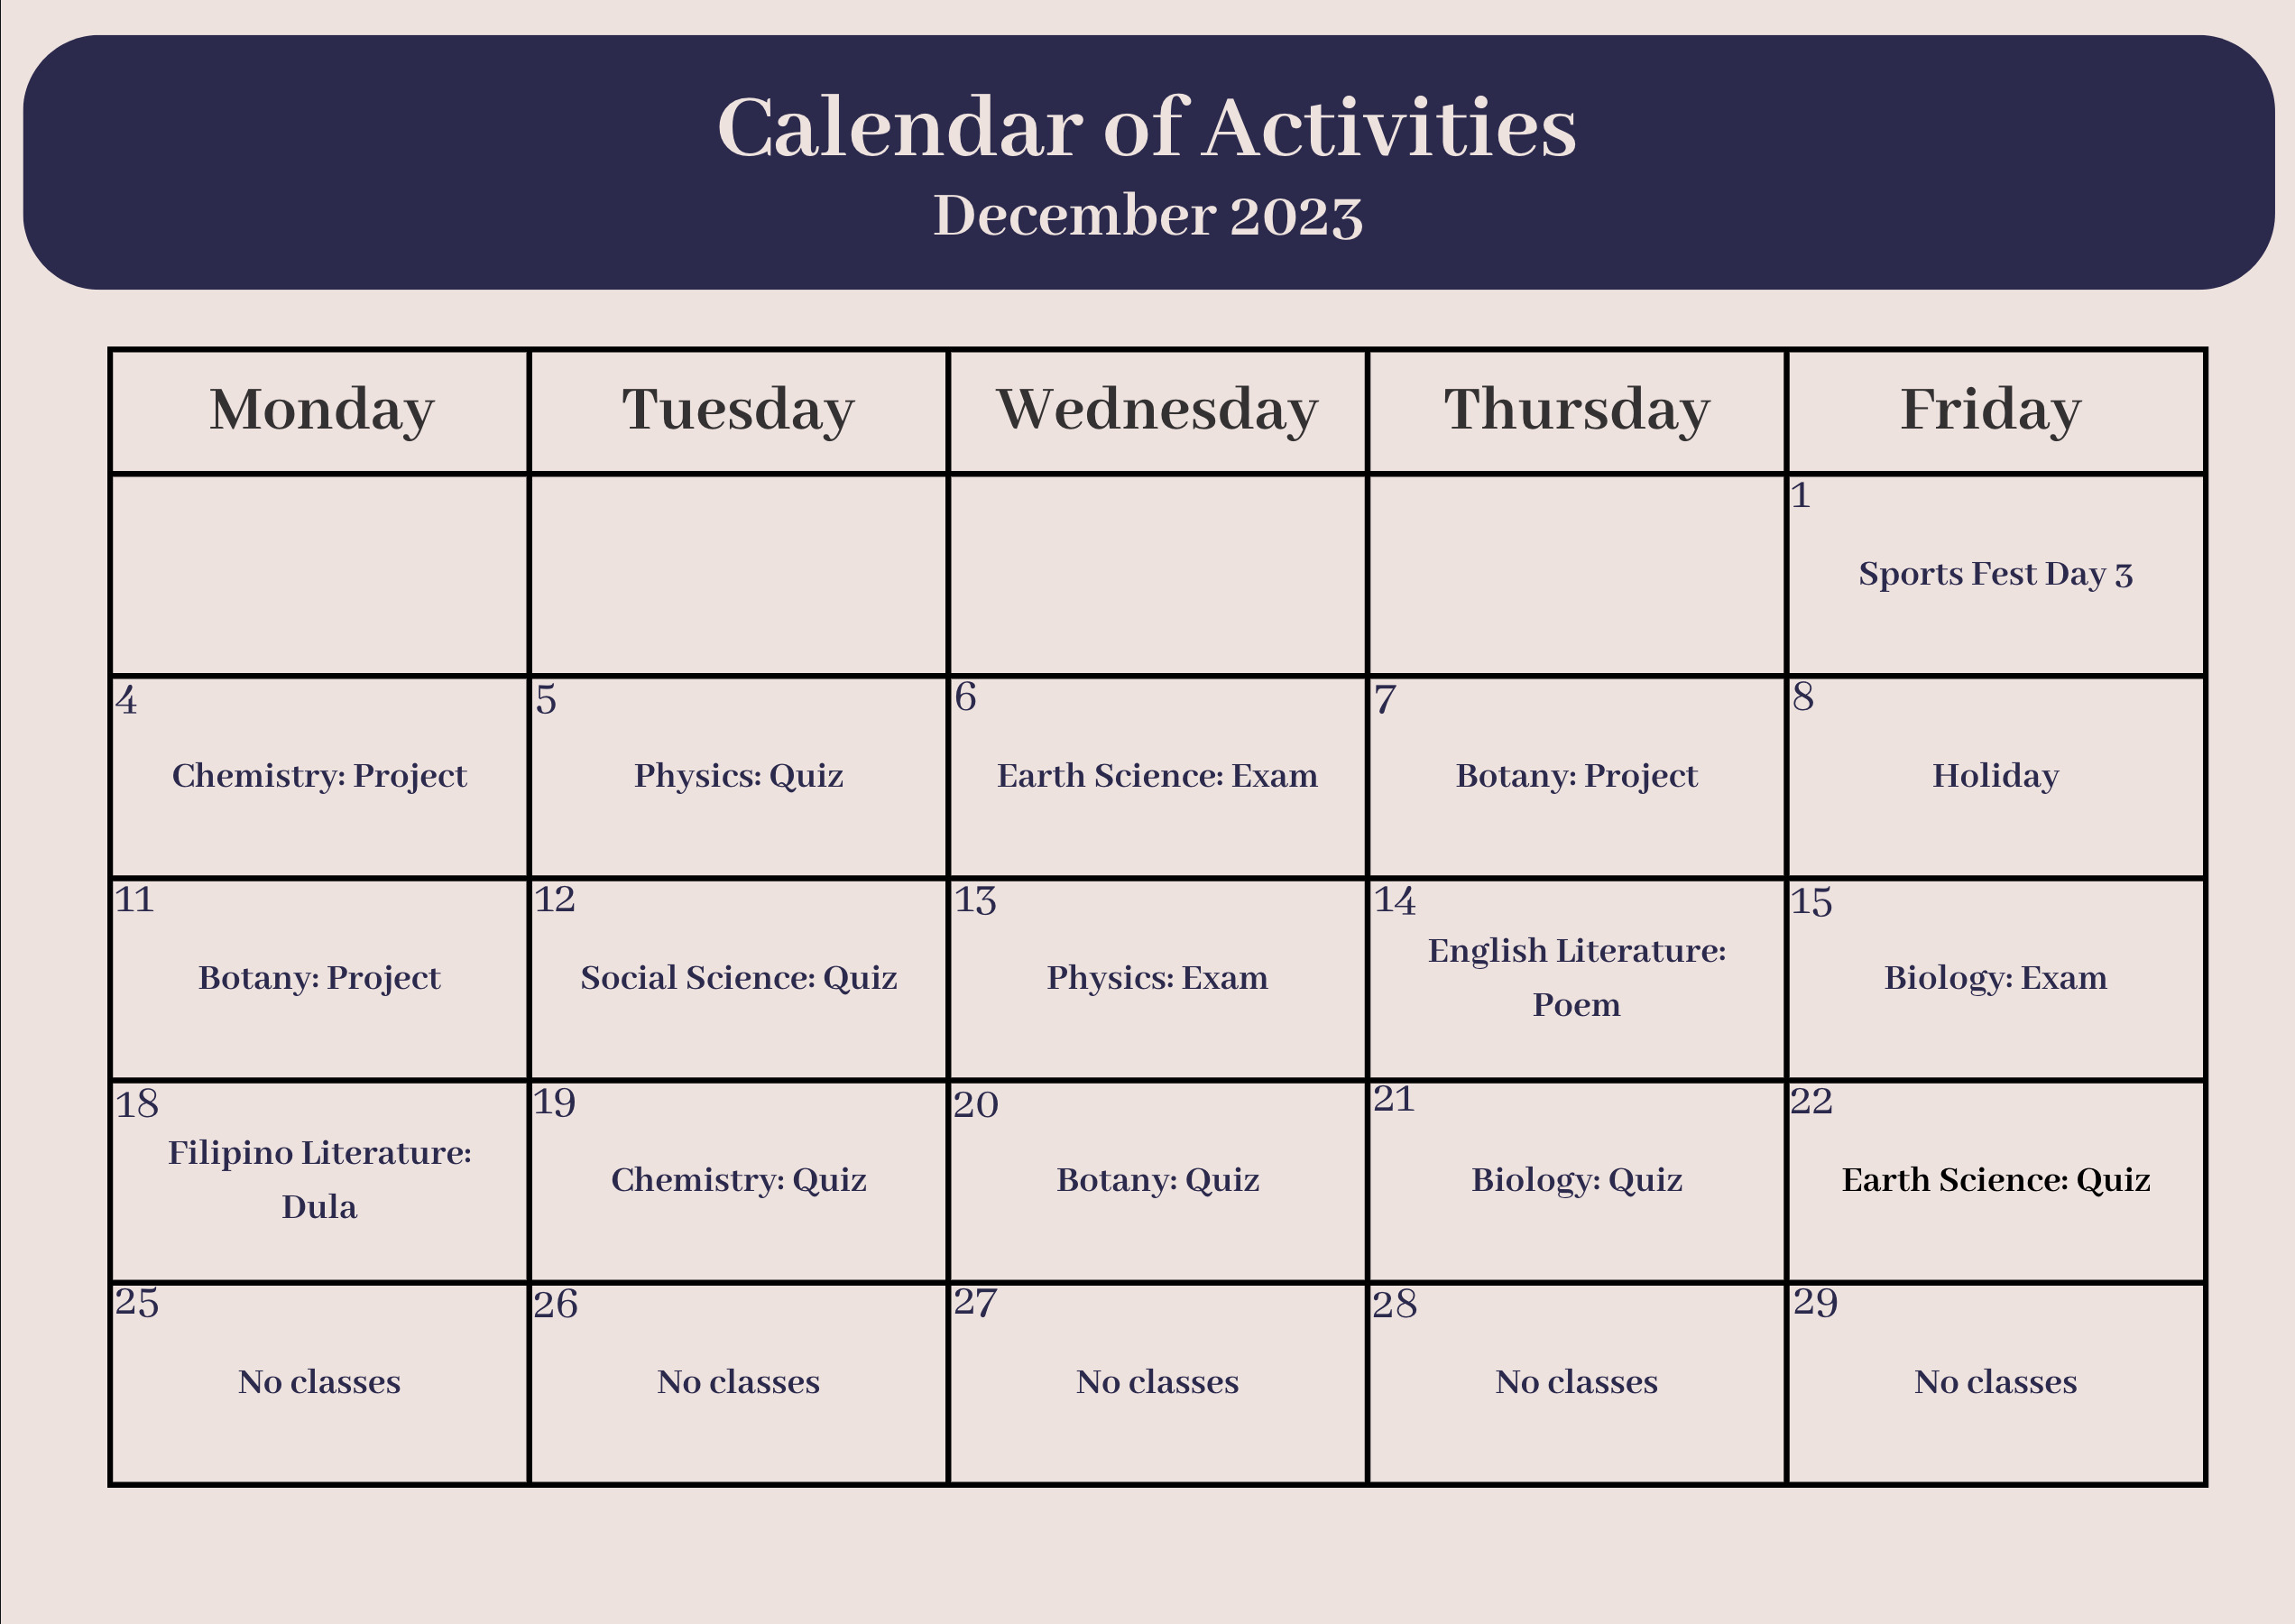 Calendar of Activities
December 2023
Monday Tuesday Wednesday Thursday Friday
1
Sports Fest Day 3
4 5 6 7 8
Chemistry: Project Physics: Quiz Earth Science: Exam Botany: Project Holiday
11 12 13 14 15
Botany: Project Social Science: Quiz Physics: Exam English Literature: Biology: Exam
Poem
18 19 20 21 22
Filipino Literature: Chemistry: Quiz Botany: Quiz Biology: Quiz Earth Science: Quiz
Dula
25 26 27 28 29
No classes No classes No classes No classes No classes